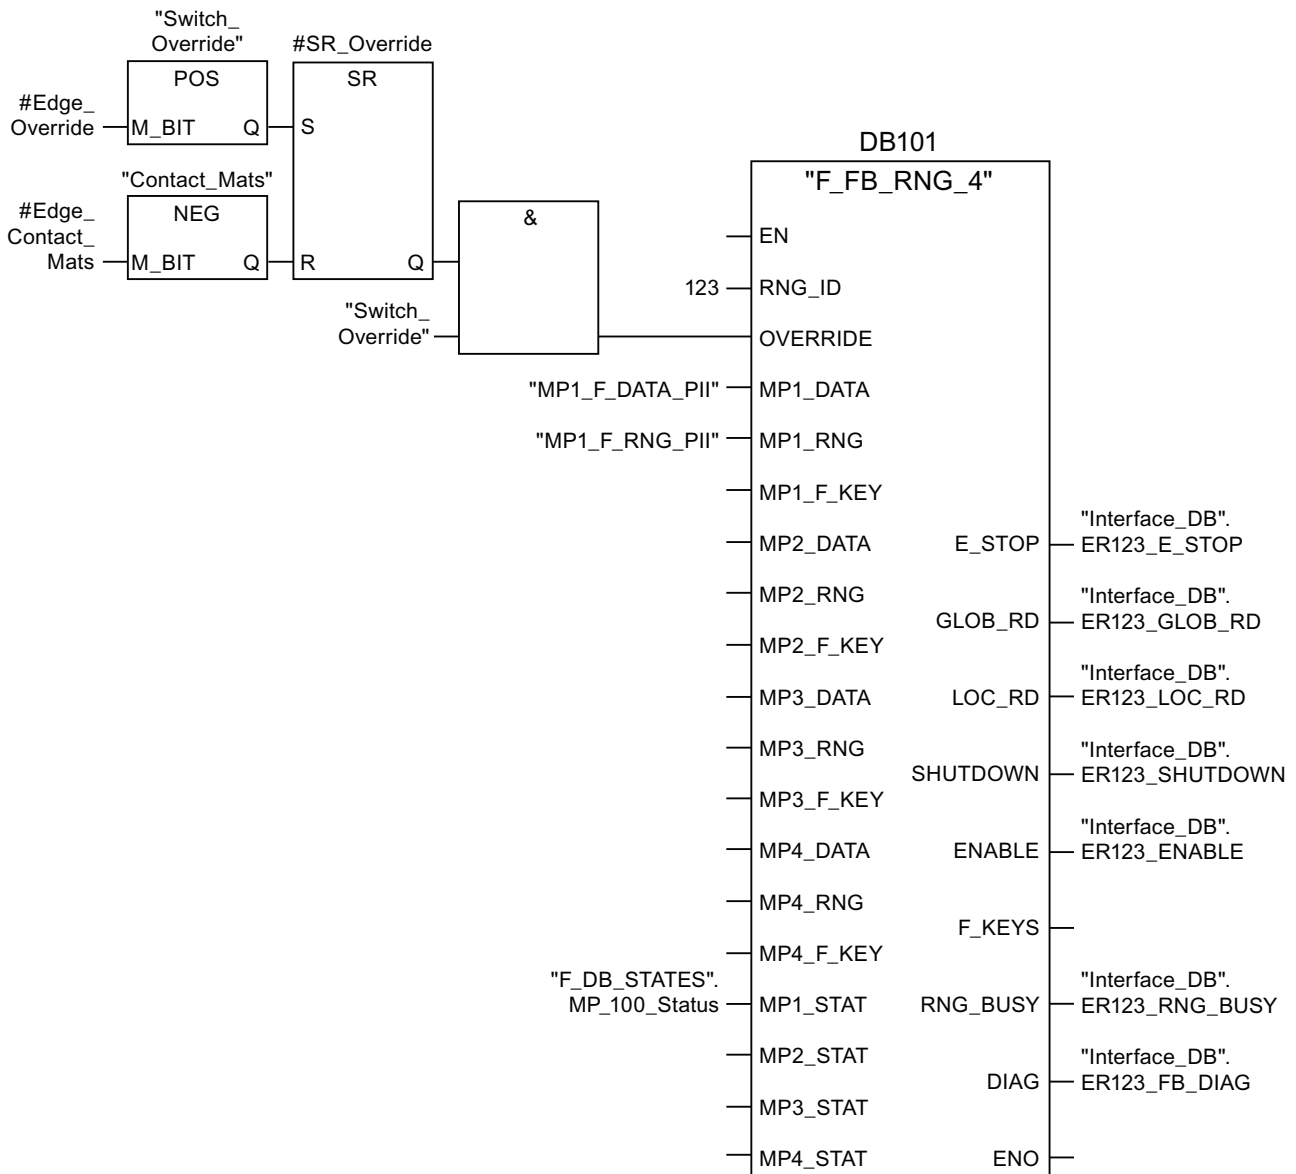 "Switch_
Override"
POS
#Edge_
Override
M_BIT
Q
"Contact_Mats"
NEG
#Edge_
Contact_
Mats
M_BIT
Q
#SR_Override
SR
S
R
Q
&
"Switch_
Override"
DB101
"F_FB_RNG_4"
EN
123
RNG_ID
OVERRIDE
"MP1_F_DATA_PII"
MP1_DATA
"MP1_F_RNG_PII"
MP1_RNG
MP1_F_KEY
MP2_DATA
MP2_RNG
MP2_F_KEY
MP3_DATA
MP3_RNG
MP3_F_KEY
MP4_DATA
MP4_RNG
MP4_F_KEY
"F_DB_STATES".
MP_100_Status
MP1_STAT
MP2_STAT
MP3_STAT
MP4_STAT
E_STOP
"Interface_DB".
ER123_E_STOP
GLOB_RD
"Interface_DB".
ER123_GLOB_RD
LOC_RD
"Interface_DB".
ER123_LOC_RD
SHUTDOWN
"Interface_DB".
ER123_SHUTDOWN
ENABLE
"Interface_DB".
ER123_ENABLE
F_KEYS
RNG_BUSY
"Interface_DB".
ER123_RNG_BUSY
DIAG
"Interface_DB".
ER123_FB_DIAG
ENO